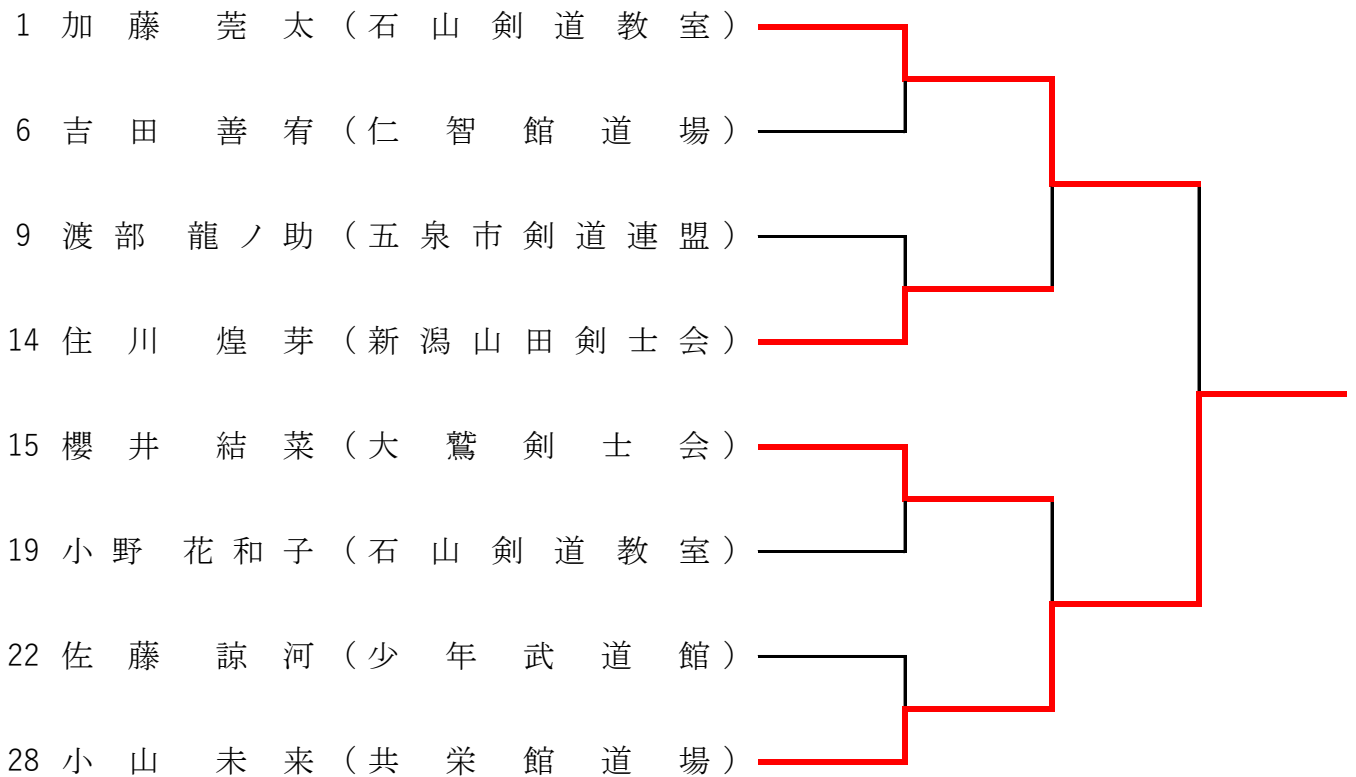 1 加藤 莞太 (石山剣道教室)
6 吉田 善宥 (仁智館道場)
9 渡部 龍ノ助 (五泉市剣道連盟)
14 住川 煌芽 (新潟山田剣士会)
15 櫻井 結菜 (大鷲剣士会)
19 小野 花和子 (石山剣道教室)
22 佐藤 諒河 (少年武道館)
28 小山 未来 (共栄館道場)